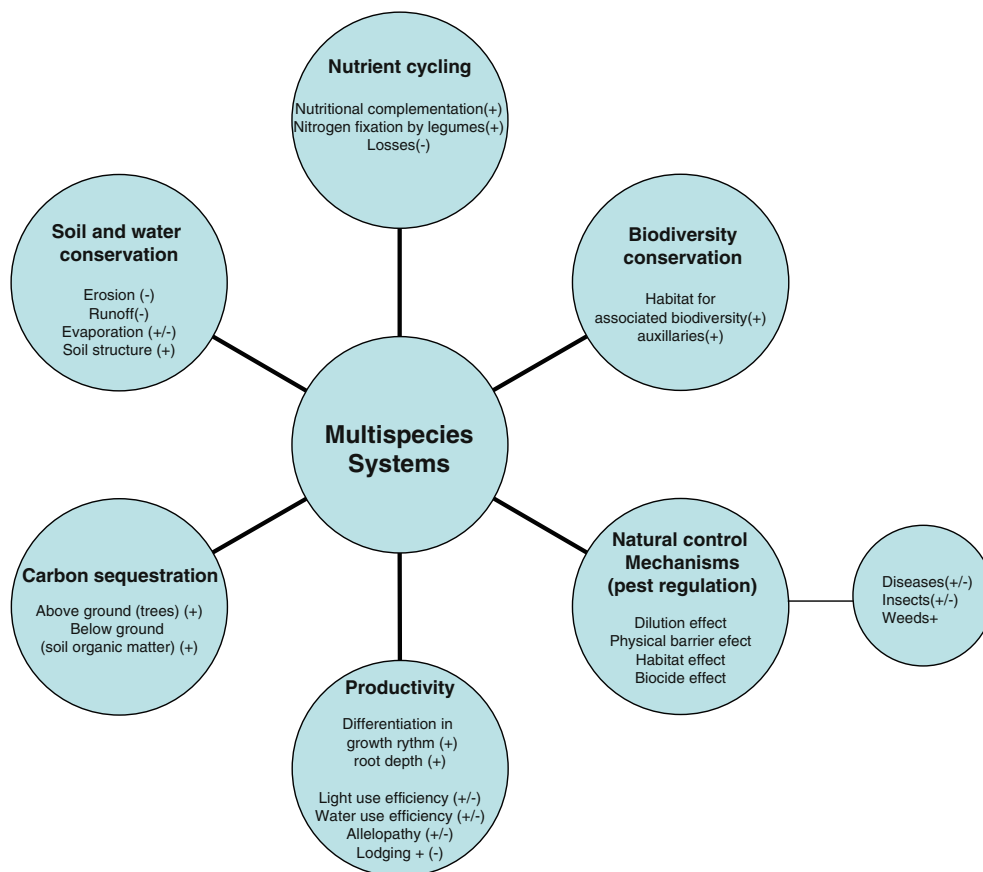 Nutrient cycling
Nutritional complementation(+)
Nitrogen fixation by legumes(+)
Losses(-)
Soil and water
conservation
Erosion (-)
Runoff(-)
Evaporation (+/-)
Soil structure (+)
Biodiversity
conservation
Habitat for
associated biodiversity(+)
auxillaries(+)
Multispecies
Systems
Carbon sequestration
Above ground (trees) (+)
Below ground
(soil organic matter) (+)
Natural control
Mechanisms
(pest regulation)
Dilution effect
Physical barrier efect
Habitat effect
Biocide effect
Diseases(+/-)
Insects(+/-)
Weeds+
Productivity
Differentiation in
growth rythm (+)
root depth (+)
Light use efficiency (+/-)
Water use efficiency (+/-)
Allelopathy (+/-)
Lodging + (-)